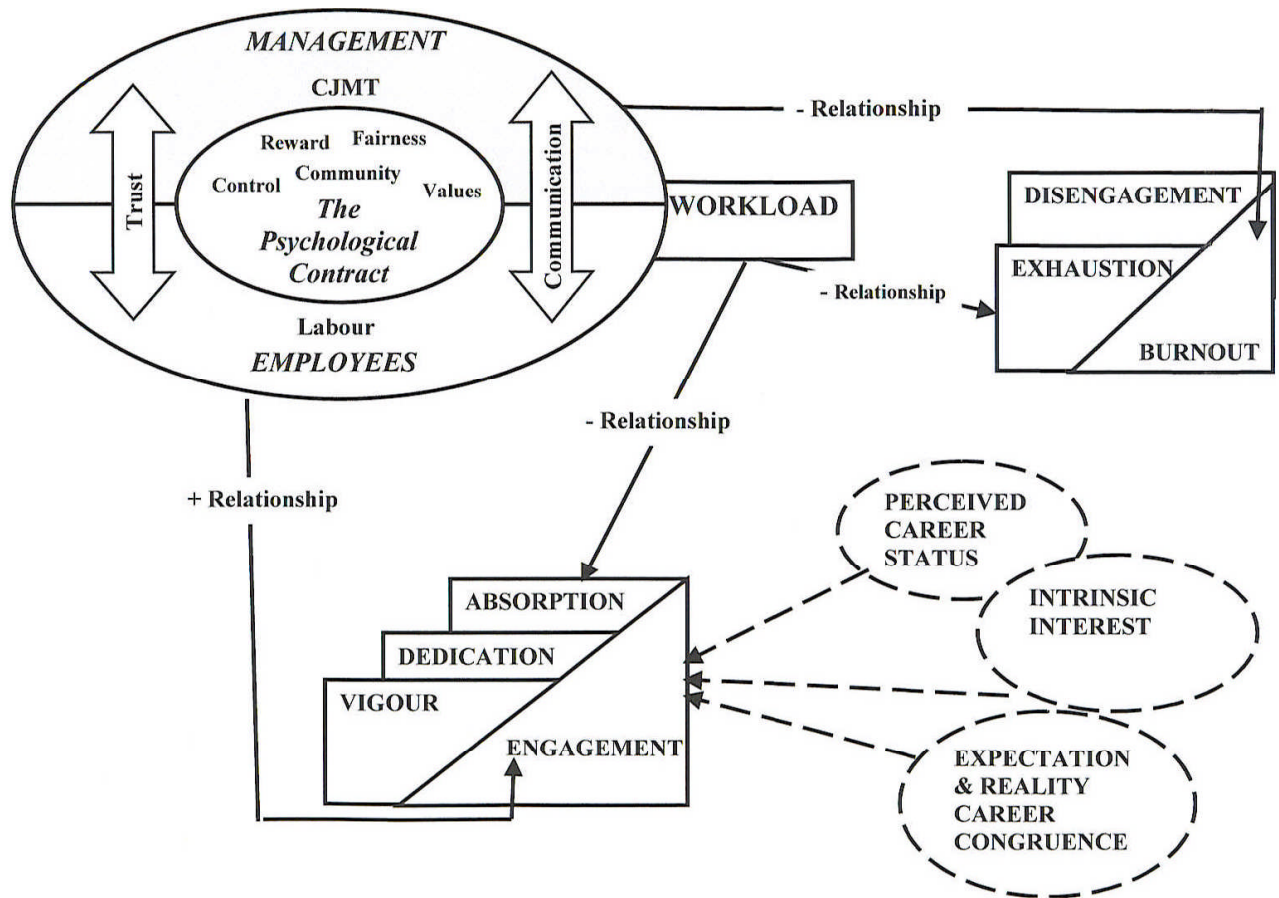 MANAGEMENT
CJMT
Reward
Fairness
Control
Community
Values
The
Psychological
Contract
Trust
Communication
Labour
EMPLOYEES
- Relationship
WORKLOAD
DISENGAGEMENT
EXHAUSTION
BURNOUT
- Relationship
- Relationship
+ Relationship
PERCEIVED
CAREER
STATUS
INTRINSIC
INTEREST
ABSORPTION
DEDICATION
VIGOUR
ENGAGEMENT
EXPECTATION
& REALITY
CAREER
CONGRUENCE